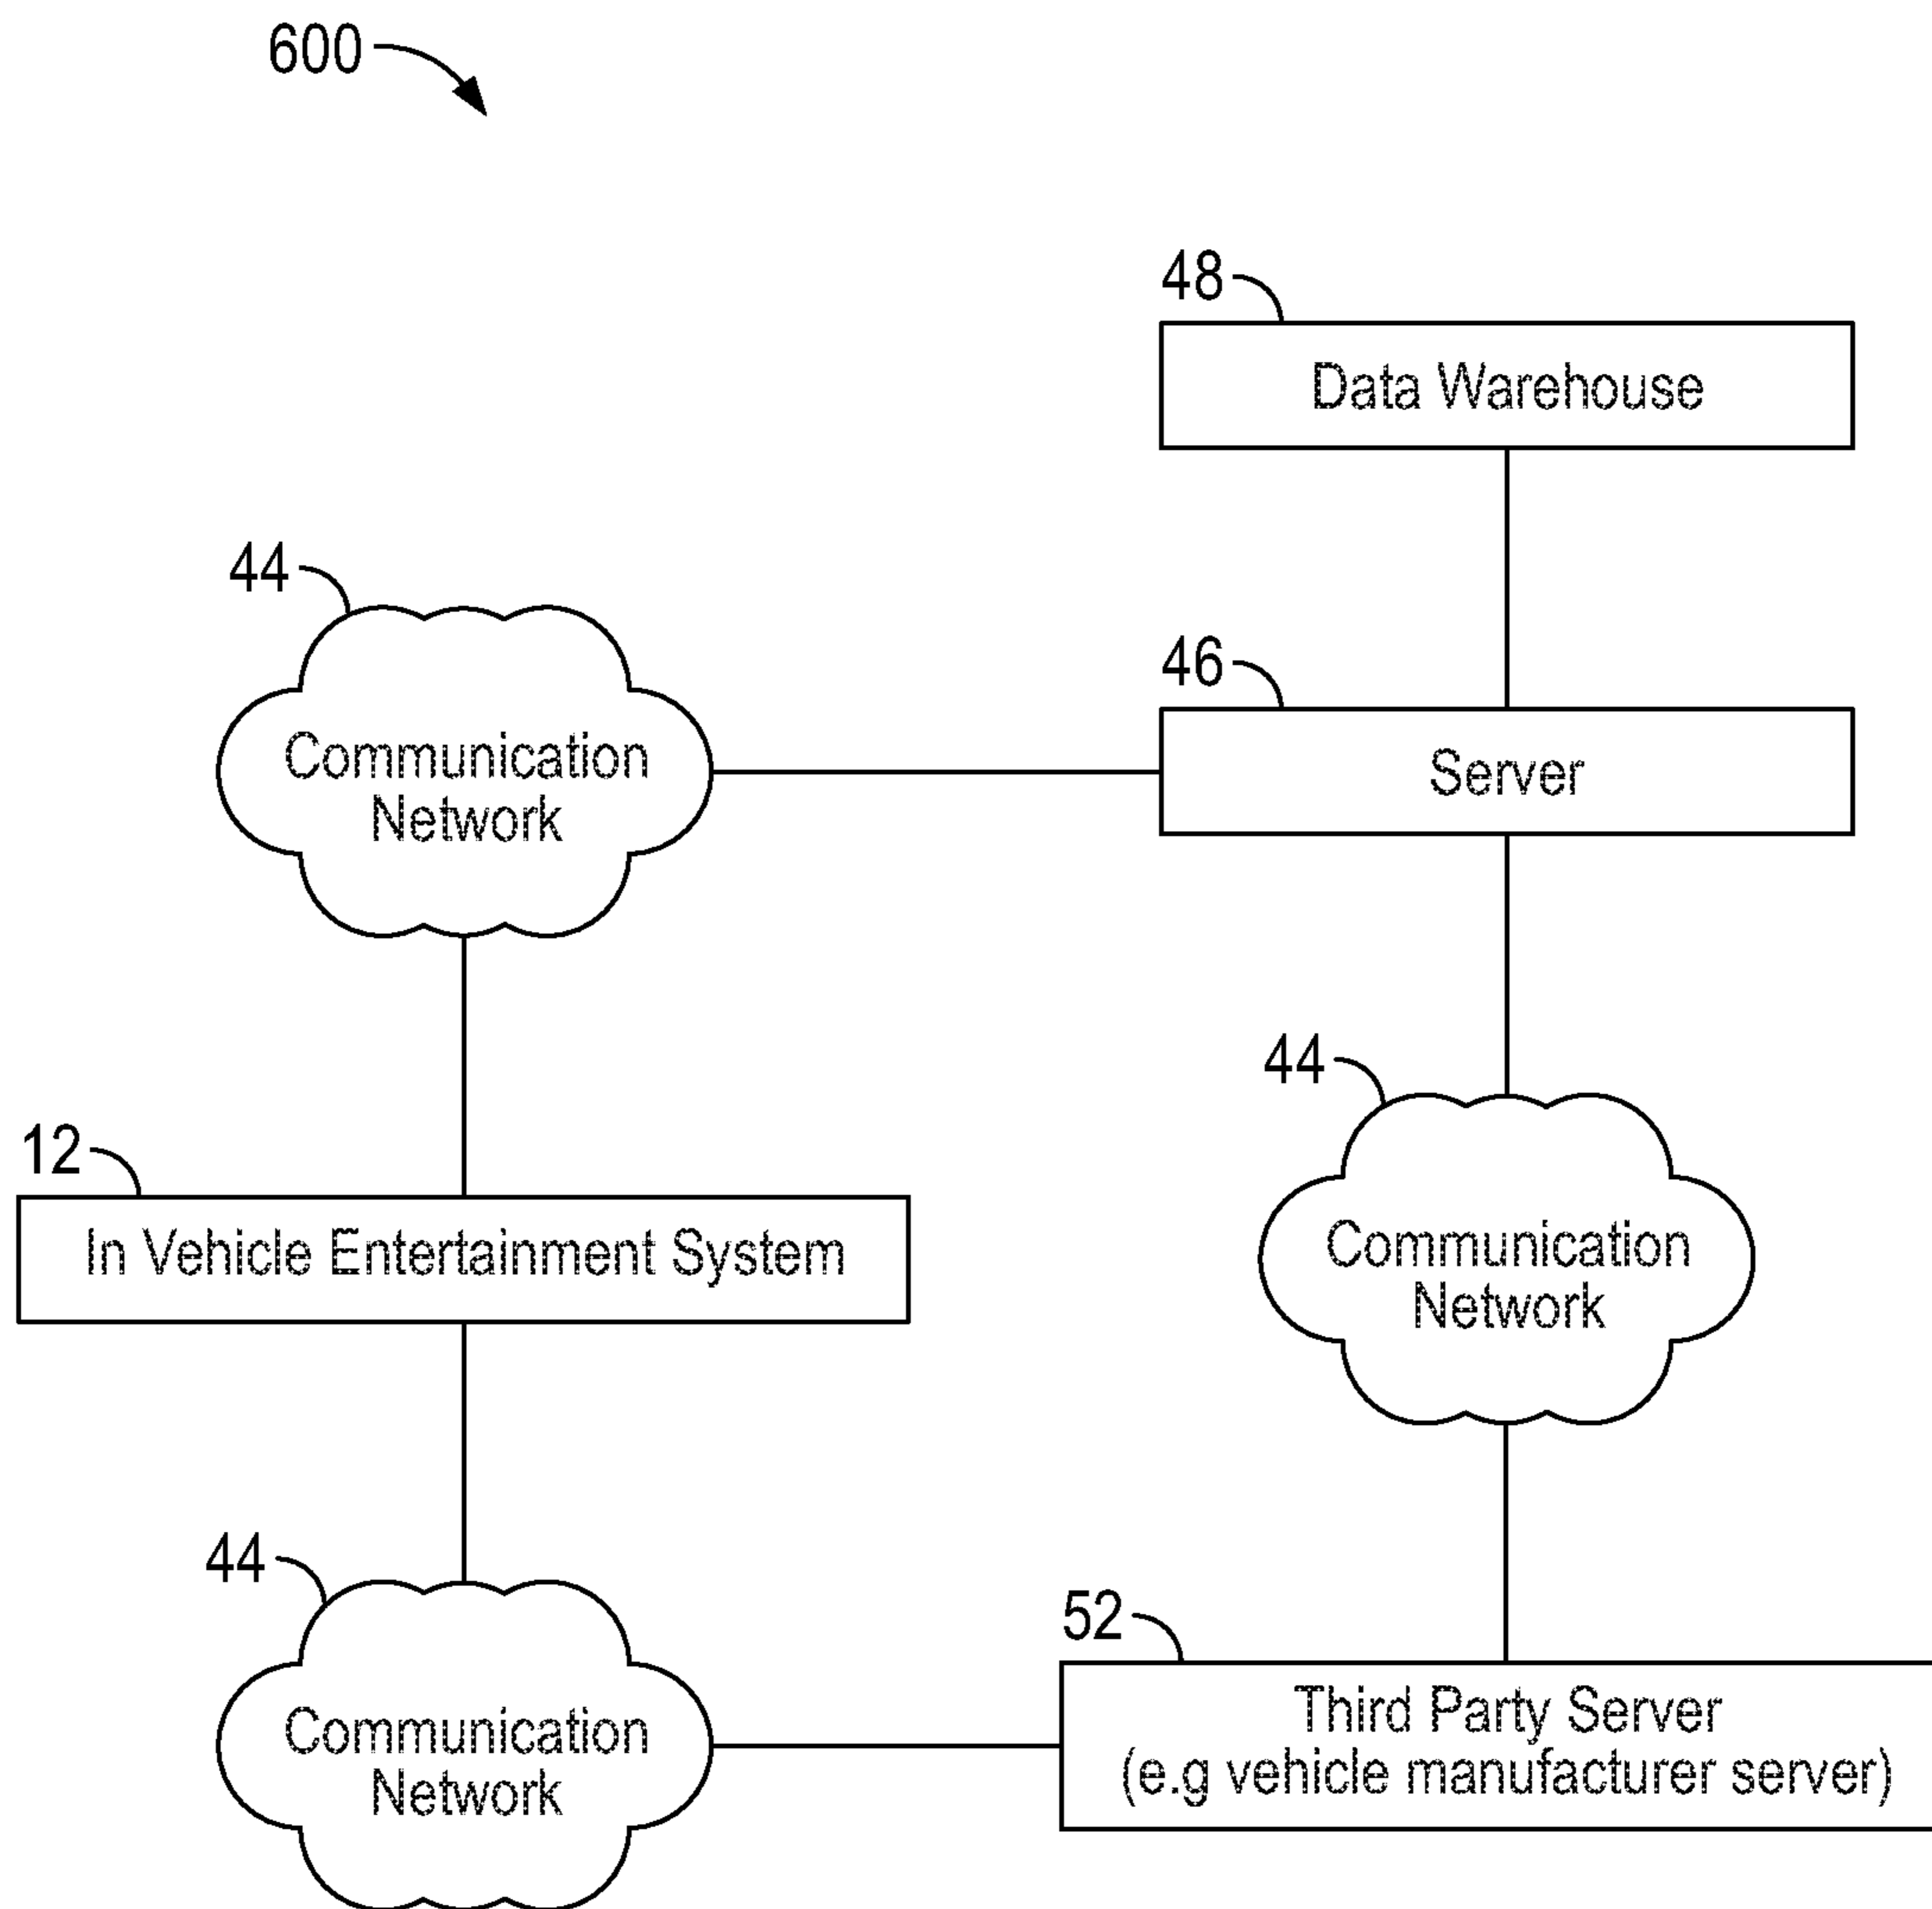 600
48
Data Warehouse
44
Communication
Network
46
Server
44
Communication
Network
12
In Vehicle Entertainment System
44
Communication
Network
52
Third Party Server
(e.g vehicle manufacturer server)